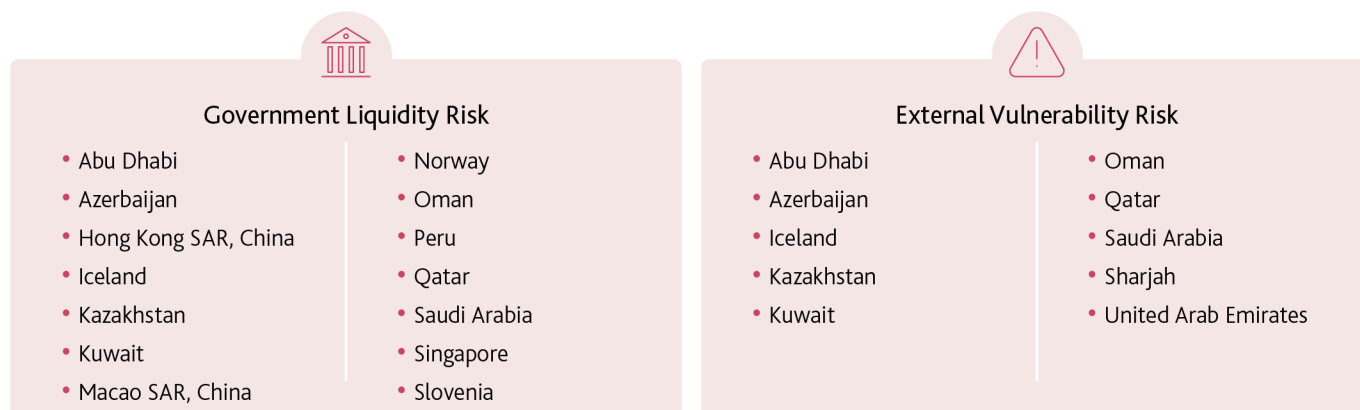 Government Liquidity Risk
• Abu Dhabi
• Azerbaijan
• Hong Kong SAR, China
• Iceland
• Kazakhstan
• Kuwait
• Macao SAR, China
• Norway
• Oman
• Peru
• Qatar
• Saudi Arabia
• Singapore
• Slovenia
External Vulnerability Risk
• Abu Dhabi
• Azerbaijan
• Iceland
• Kazakhstan
• Kuwait
• Oman
• Qatar
• Saudi Arabia
• Sharjah
• United Arab Emirates